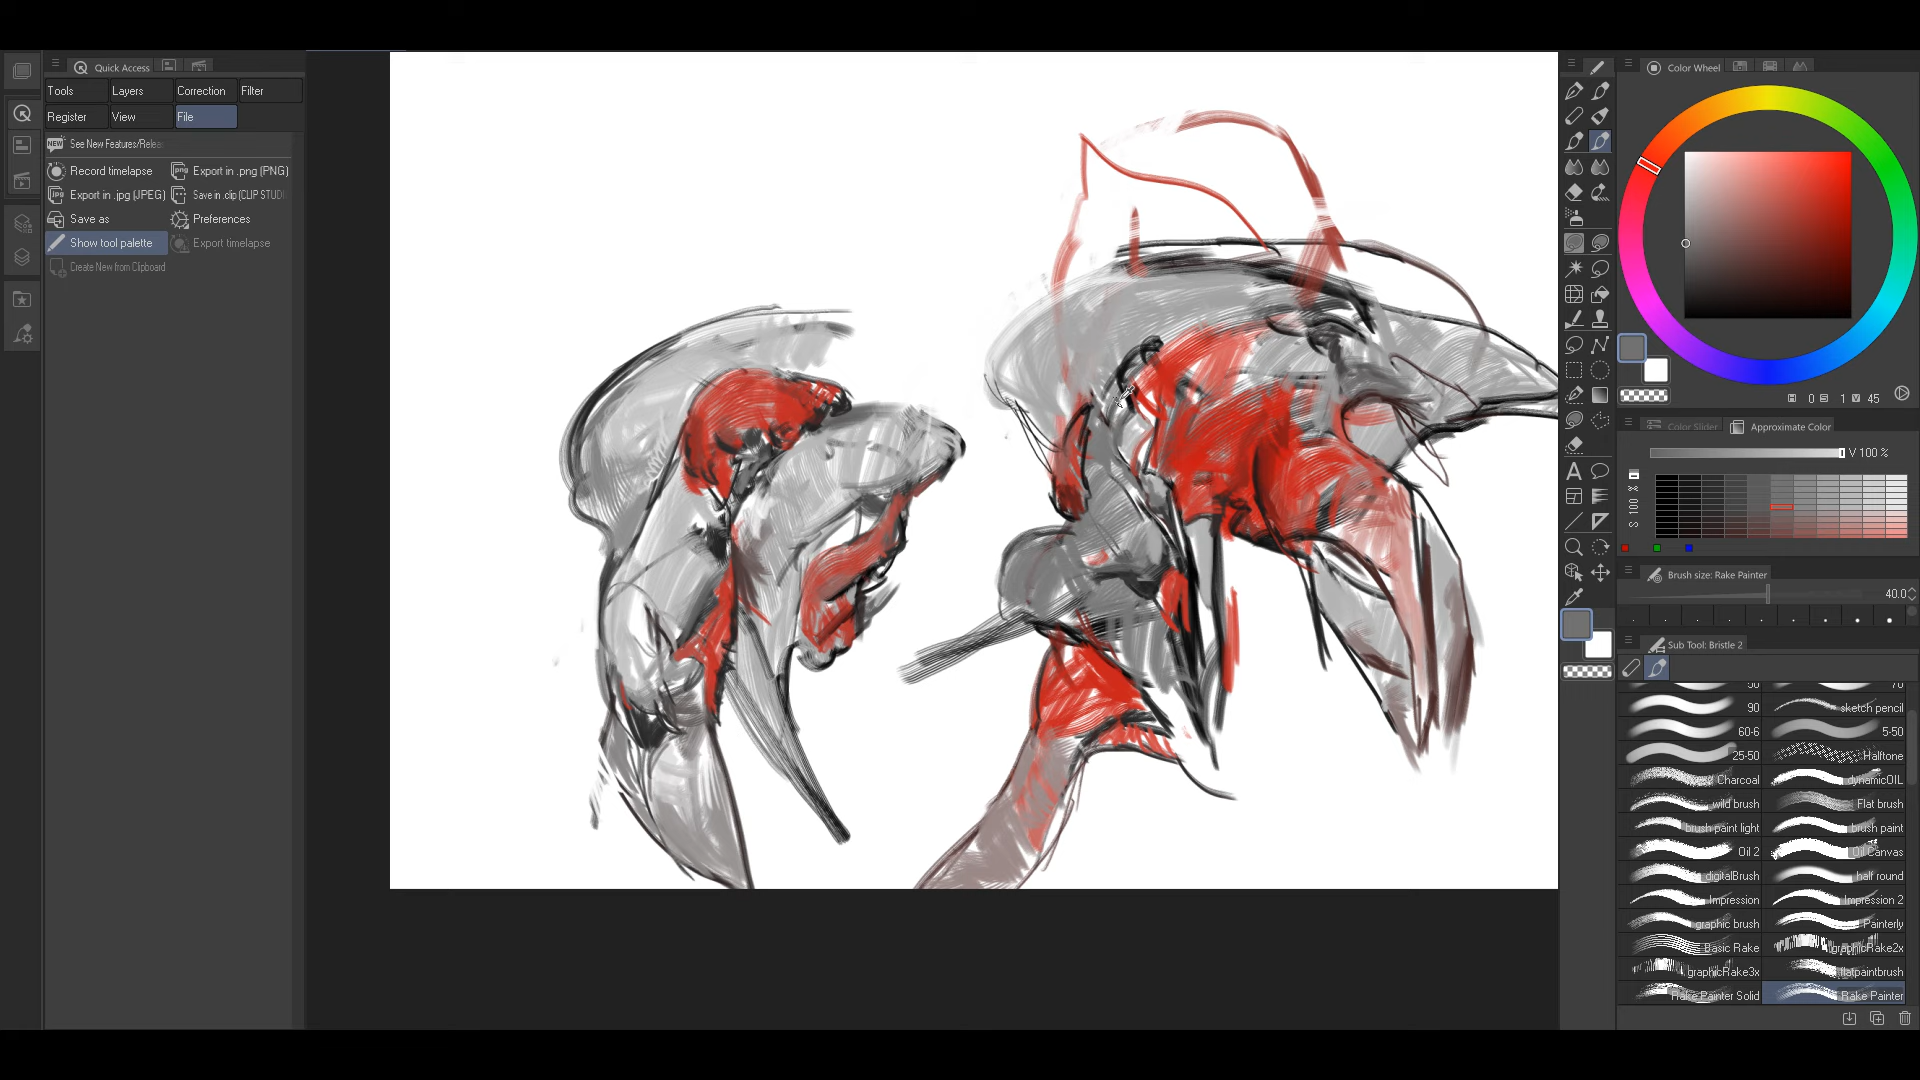 Quick Access
Tools Layers Correction Filter
Register View File
See New Features/Relea
Record timelapse Export in .png (PNG)
Export in .jpg (JPEG) Save in .clip (CLIP STUDI
Save as Preferences
Show tool palette Export timelapse
Create New from Clipboard
Color Wheel
0 1 V 45
Color Slider Approximate Color
V 100 %
S 100 %
Brush size: Rake Painter
40.0
Sub Tool: Bristle 2
50 70
90 sketch pencil
60-6 5-50
25-50 Halftone
Charcoal dynamicOIL
wild brush Flat brush
brush paint light brush paint
Oil 2 Oil Canvas
digitalBrush half round
Impression Impression 2
graphic brush Painterly
Basic Rake graphicRake2x
graphicRake3x flatpaintbrush
Rake Painter Solid Rake Painter